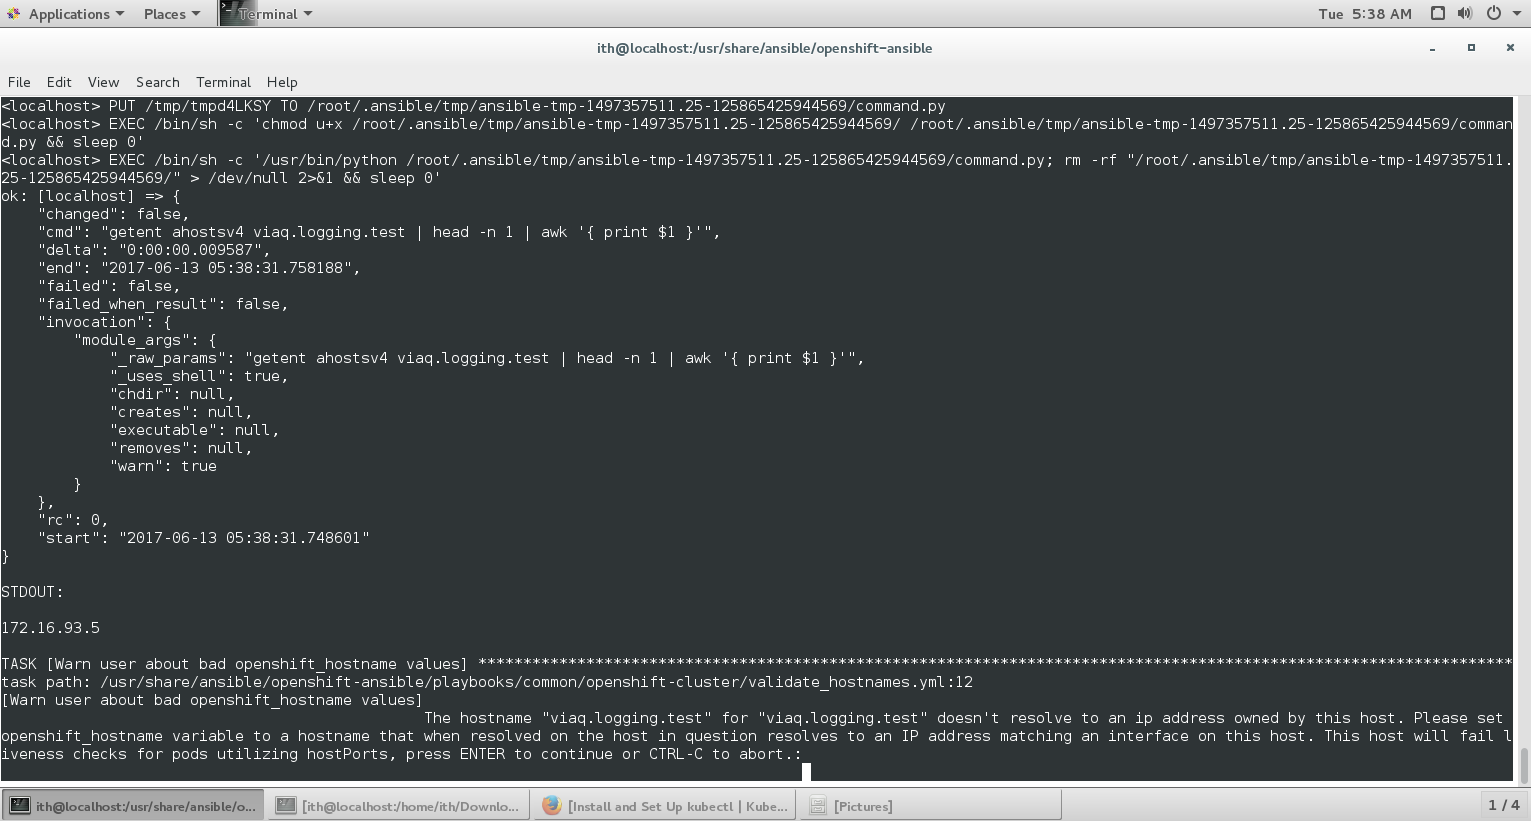 Applications Places Terminal Tue 5:38 AM
ith@localhost:/usr/share/ansible/openshift-ansible
File Edit View Search Terminal Help
<localhost> PUT /tmp/tmpd4LKSY TO /root/.ansible/tmp/ansible-tmp-1497357511.25-125865425944569/command.py
<localhost> EXEC /bin/sh -c 'chmod u+x /root/.ansible/tmp/ansible-tmp-1497357511.25-125865425944569/ /root/.ansible/tmp/ansible-tmp-1497357511.25-125865425944569/comman
d.py && sleep 0'
<localhost> EXEC /bin/sh -c '/usr/bin/python /root/.ansible/tmp/ansible-tmp-1497357511.25-125865425944569/command.py; rm -rf "/root/.ansible/tmp/ansible-tmp-1497357511.
25-125865425944569/" > /dev/null 2>&1 && sleep 0'
ok: [localhost] => {
    "changed": false,
    "cmd": "getent ahostsv4 viaq.logging.test | head -n 1 | awk '{ print $1 }'",
    "delta": "0:00:00.009587",
    "end": "2017-06-13 05:38:31.758188",
    "failed": false,
    "failed_when_result": false,
    "invocation": {
        "module_args": {
            "_raw_params": "getent ahostsv4 viaq.logging.test | head -n 1 | awk '{ print $1 }'",
            "_uses_shell": true,
            "chdir": null,
            "creates": null,
            "executable": null,
            "removes": null,
            "warn": true
        }
    },
    "rc": 0,
    "start": "2017-06-13 05:38:31.748601"
}
STDOUT:
172.16.93.5
TASK [Warn user about bad openshift_hostname values] *******************************************************************************************************************
task path: /usr/share/ansible/openshift-ansible/playbooks/common/openshift-cluster/validate_hostnames.yml:12
[Warn user about bad openshift_hostname values]
The hostname "viaq.logging.test" for "viaq.logging.test" doesn't resolve to an ip address owned by this host. Please set
openshift_hostname variable to a hostname that when resolved on the host in question resolves to an IP address matching an interface on this host. This host will fail l
iveness checks for pods utilizing hostPorts, press ENTER to continue or CTRL-C to abort.:
ith@localhost:/usr/share/ansible/o... [ith@localhost:/home/ith/Downlo... [Install and Set Up kubectl | Kube... [Pictures] 1 / 4